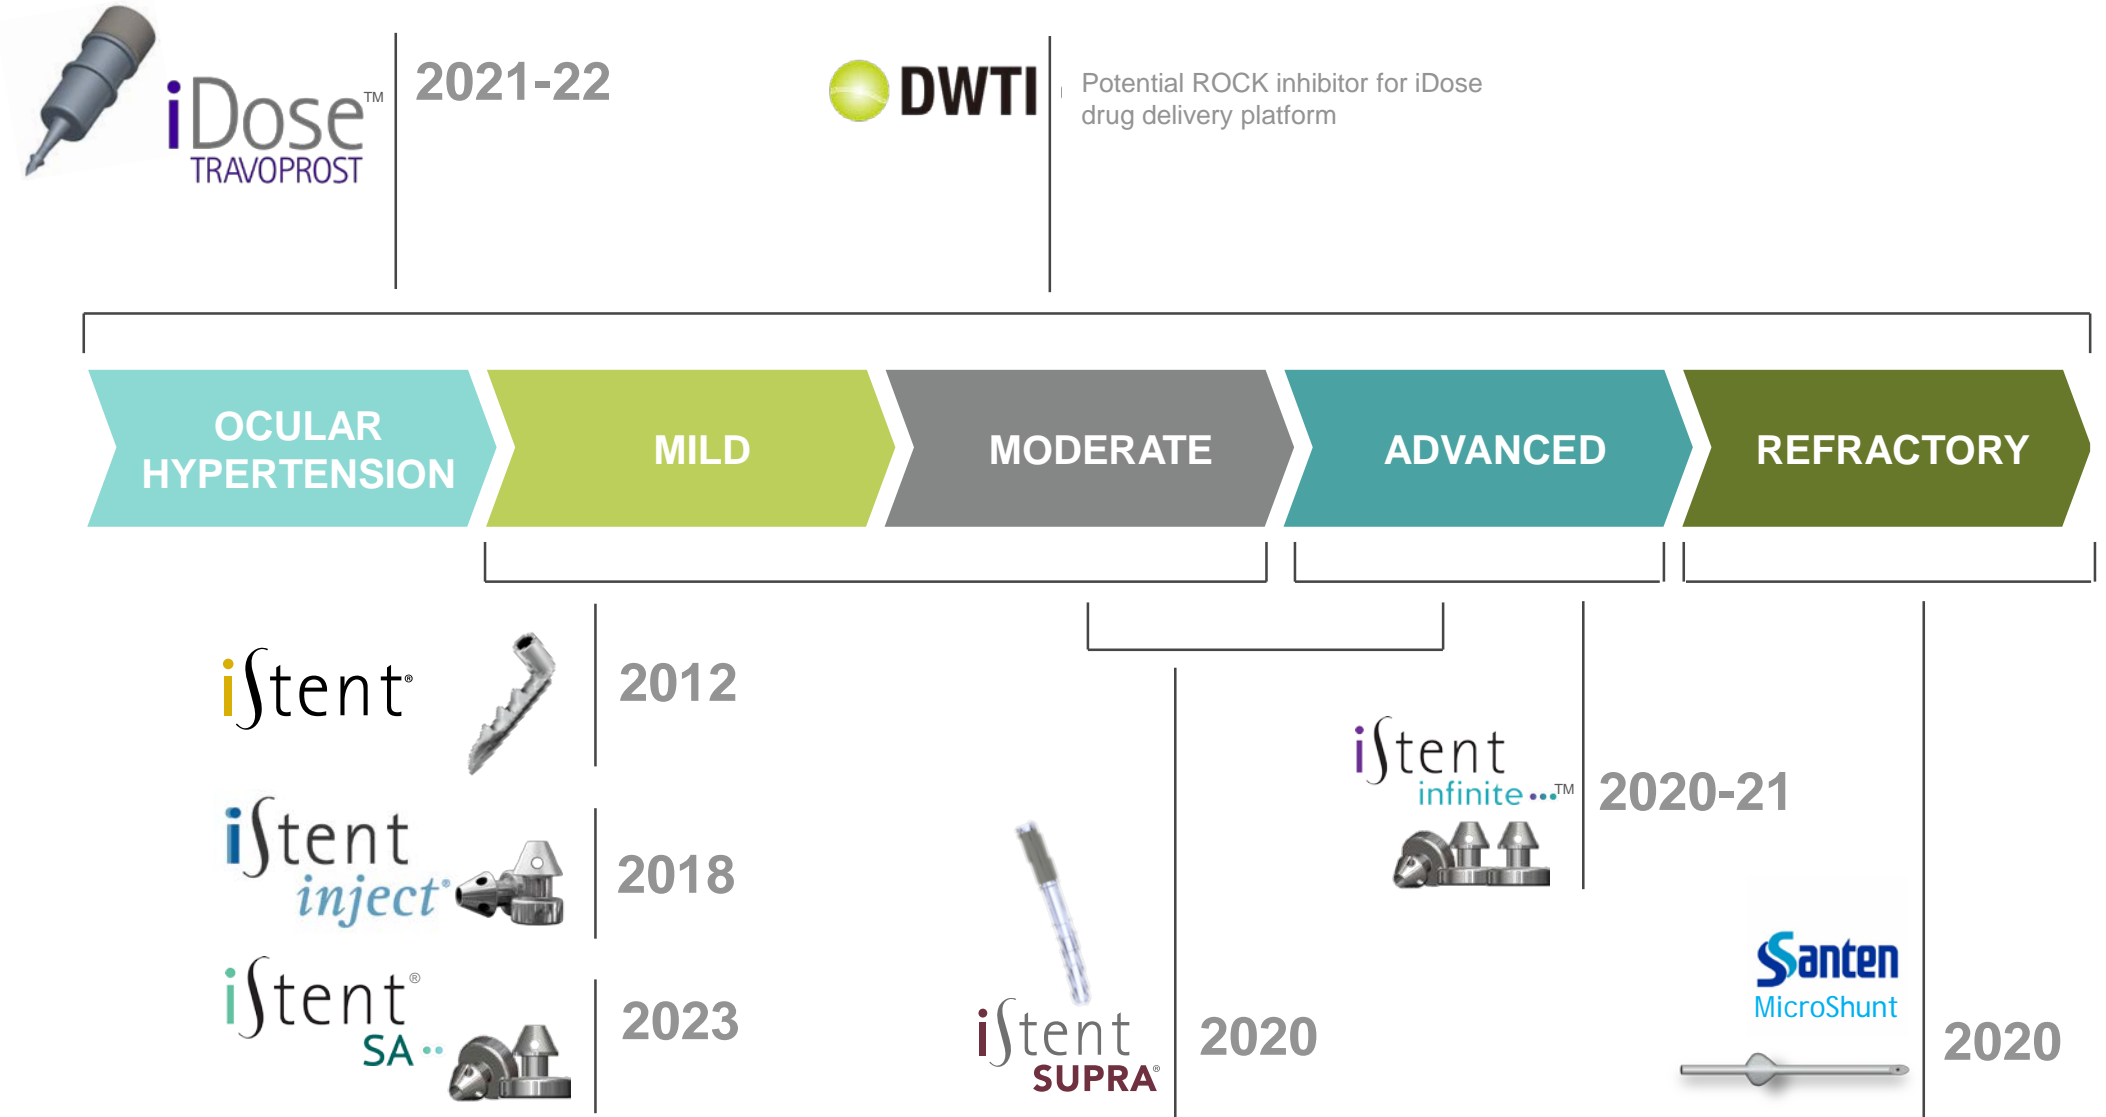 iDose™
TRAVOPROST
2021-22
DWTI
Potential ROCK inhibitor for iDose
drug delivery platform
OCULAR
HYPERTENSION
MILD
MODERATE
ADVANCED
REFRACTORY
iStent®
2012
iStent
inject®
2018
iStent®
SA
2023
iStent
SUPRA®
2020
iStent
infinite™
2020-21
Santen
MicroShunt
2020